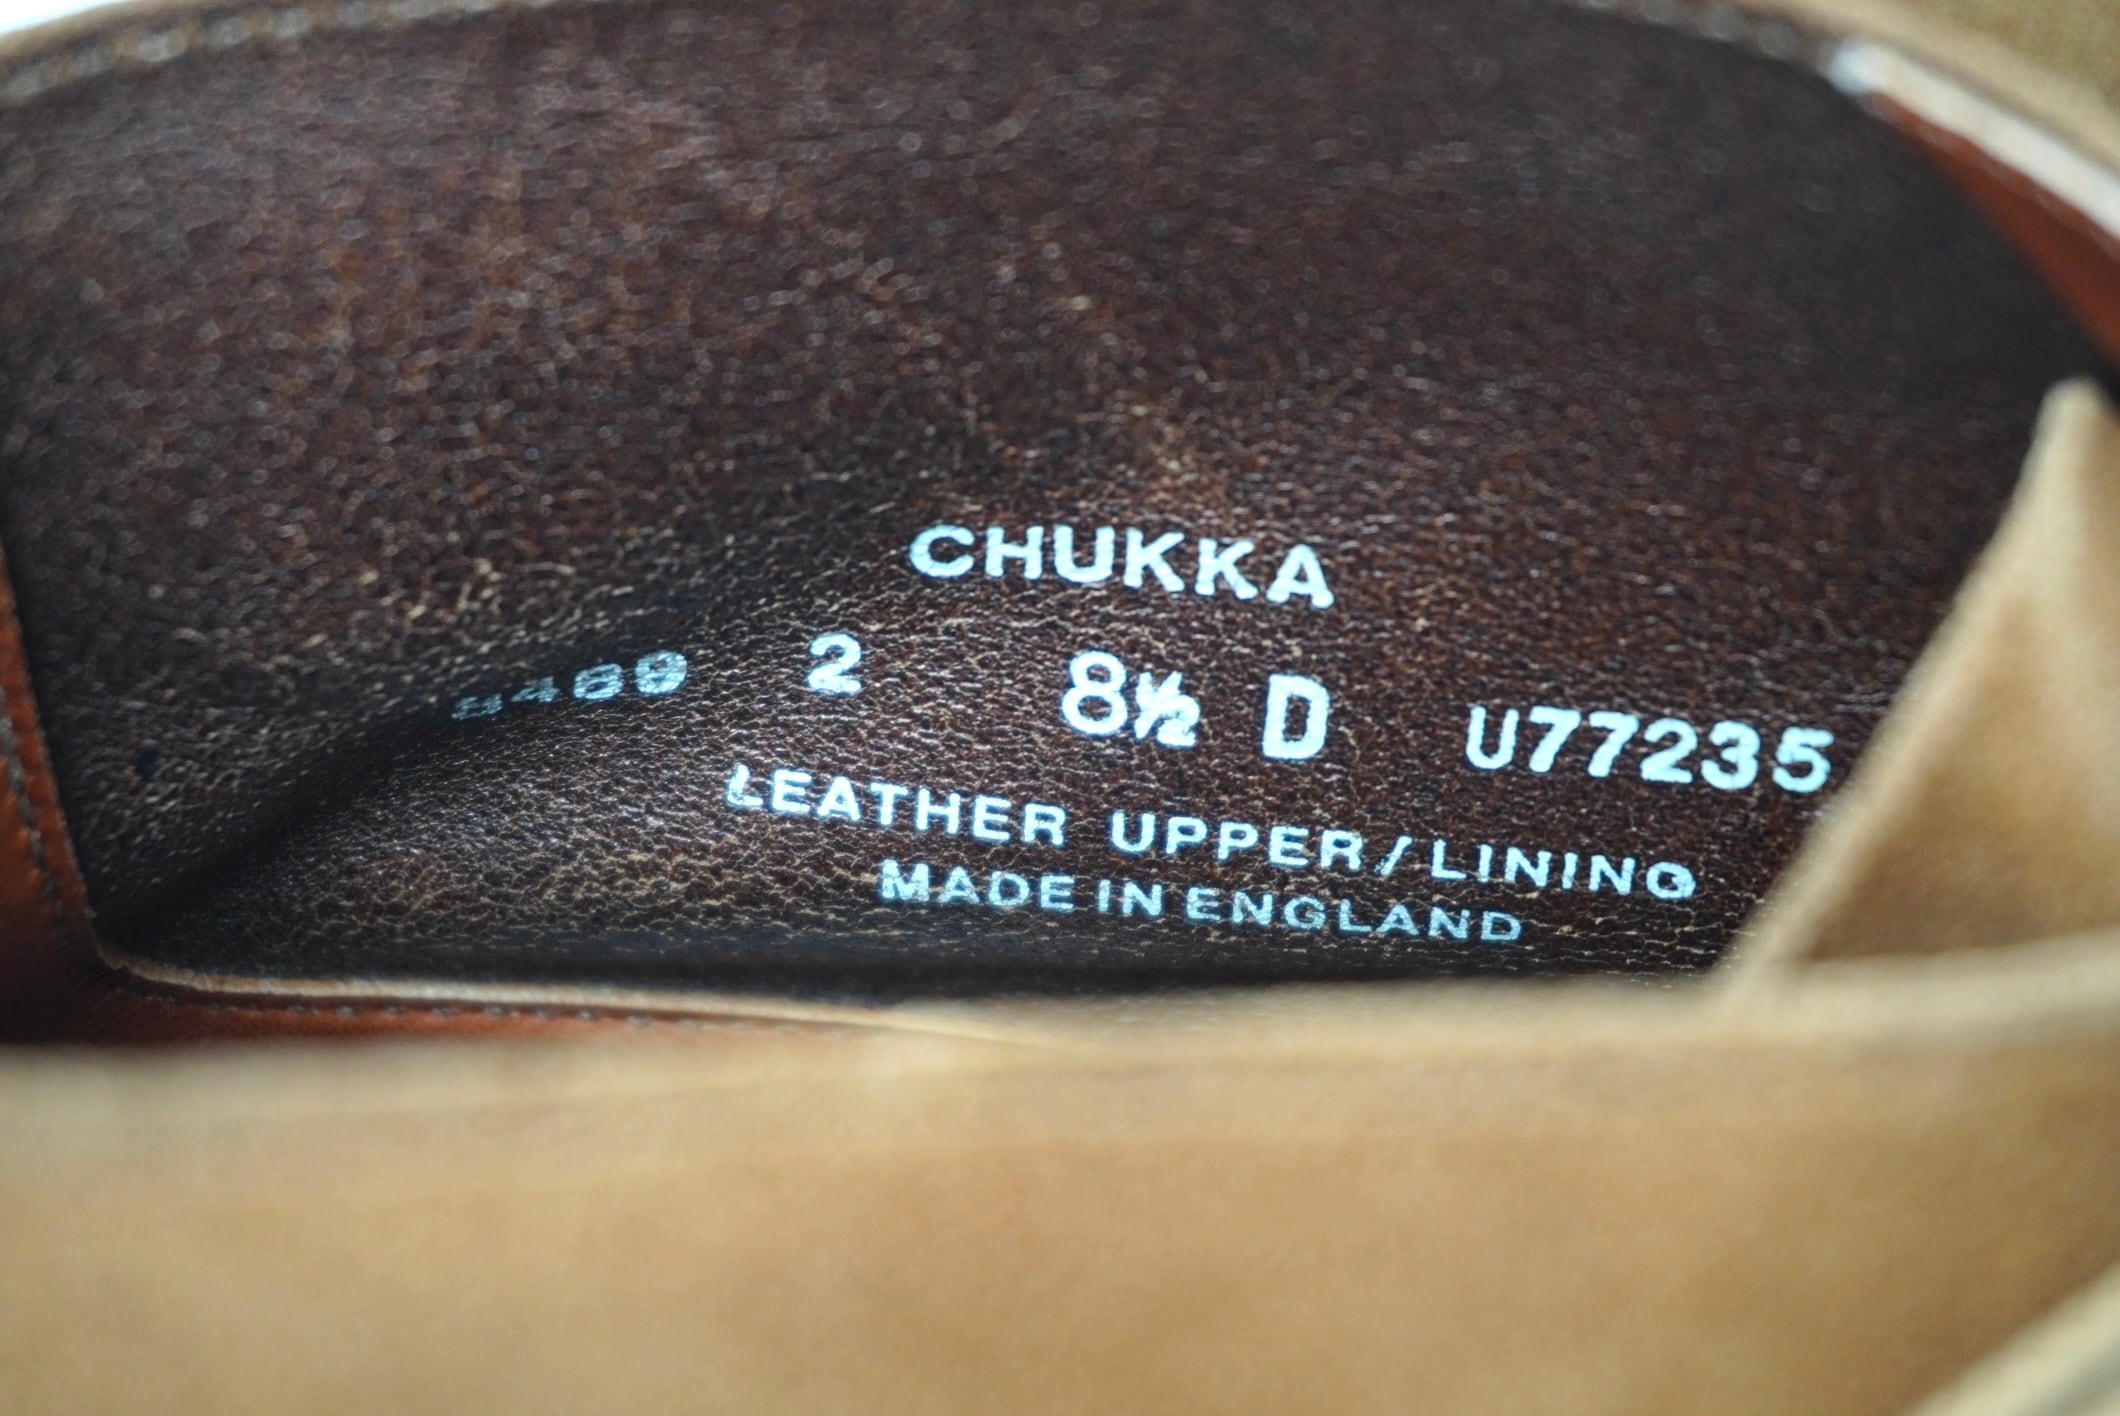 CHUKKA
2 8½ D U77235
LEATHER UPPER/LINING
MADE IN ENGLAND